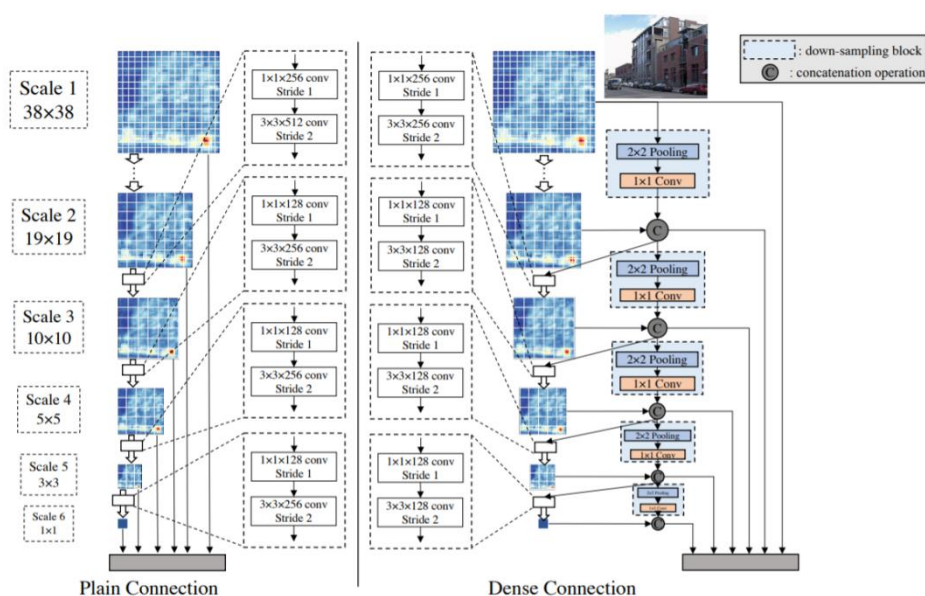 Scale 1
38×38
Scale 2
19×19
Scale 3
10×10
Scale 4
5×5
Scale 5
3×3
Scale 6
1×1
1×1×256 conv
Stride 1
3×3×512 conv
Stride 2
1×1×128 conv
Stride 1
3×3×256 conv
Stride 2
1×1×128 conv
Stride 1
3×3×256 conv
Stride 2
1×1×128 conv
Stride 1
3×3×256 conv
Stride 2
Plain Connection
1×1×256 conv
Stride 1
3×3×256 conv
Stride 2
1×1×128 conv
Stride 1
3×3×128 conv
Stride 2
1×1×128 conv
Stride 1
3×3×128 conv
Stride 2
1×1×128 conv
Stride 1
3×3×128 conv
Stride 2
2×2 Pooling
1×1 Conv
C
2×2 Pooling
1×1 Conv
C
2×2 Pooling
1×1 Conv
C
2×2 Pooling
1×1 Conv
C
2×2 Pooling
1×1 Conv
C
Dense Connection
: down-sampling block
C : concatenation operation